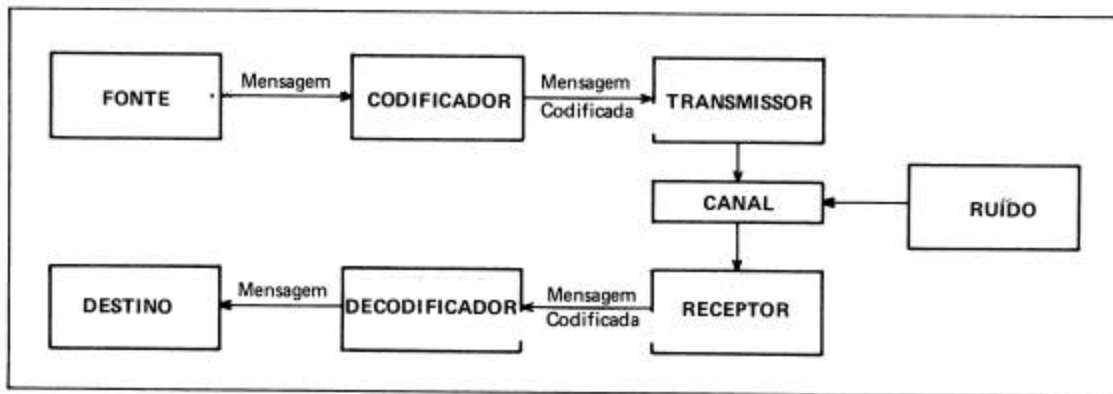 FONTE
Mensagem
CODIFICADOR
Mensagem
Codificada
TRANSMISSOR
CANAL
RUÍDO
DESTINO
Mensagem
DECODIFICADOR
Mensagem
Codificada
RECEPTOR